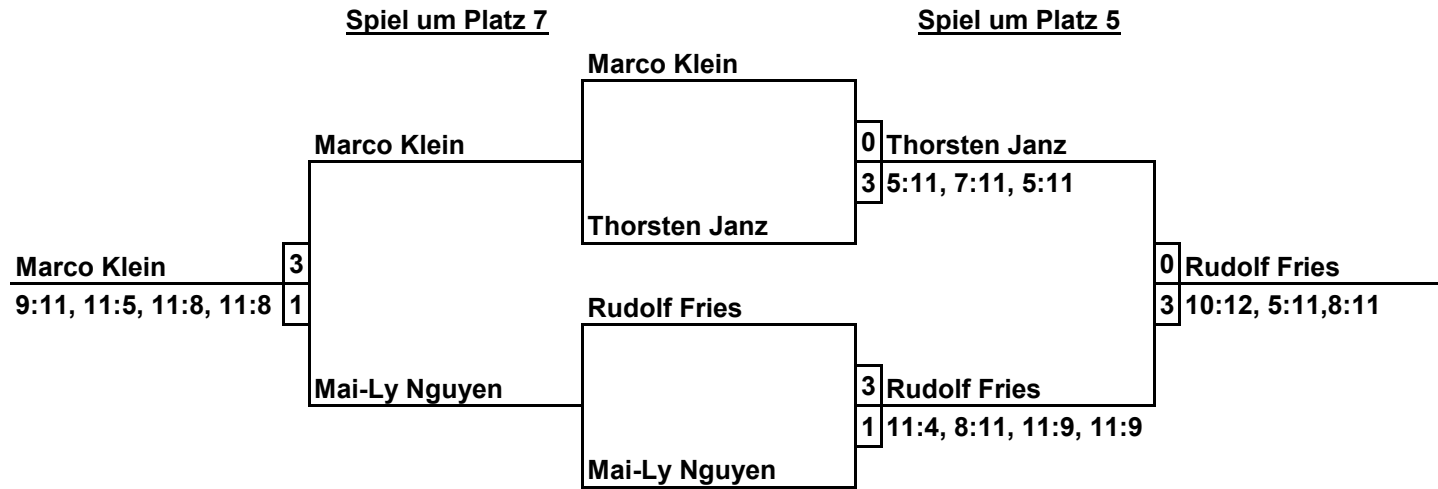 Spiel um Platz 7
Spiel um Platz 5
Marco Klein
Marco Klein
0 Thorsten Janz
3 5:11, 7:11, 5:11
Thorsten Janz
Marco Klein 3
0 Rudolf Fries
9:11, 11:5, 11:8, 11:8 1
3 10:12, 5:11,8:11
Rudolf Fries
Mai-Ly Nguyen
3 Rudolf Fries
1 11:4, 8:11, 11:9, 11:9
Mai-Ly Nguyen